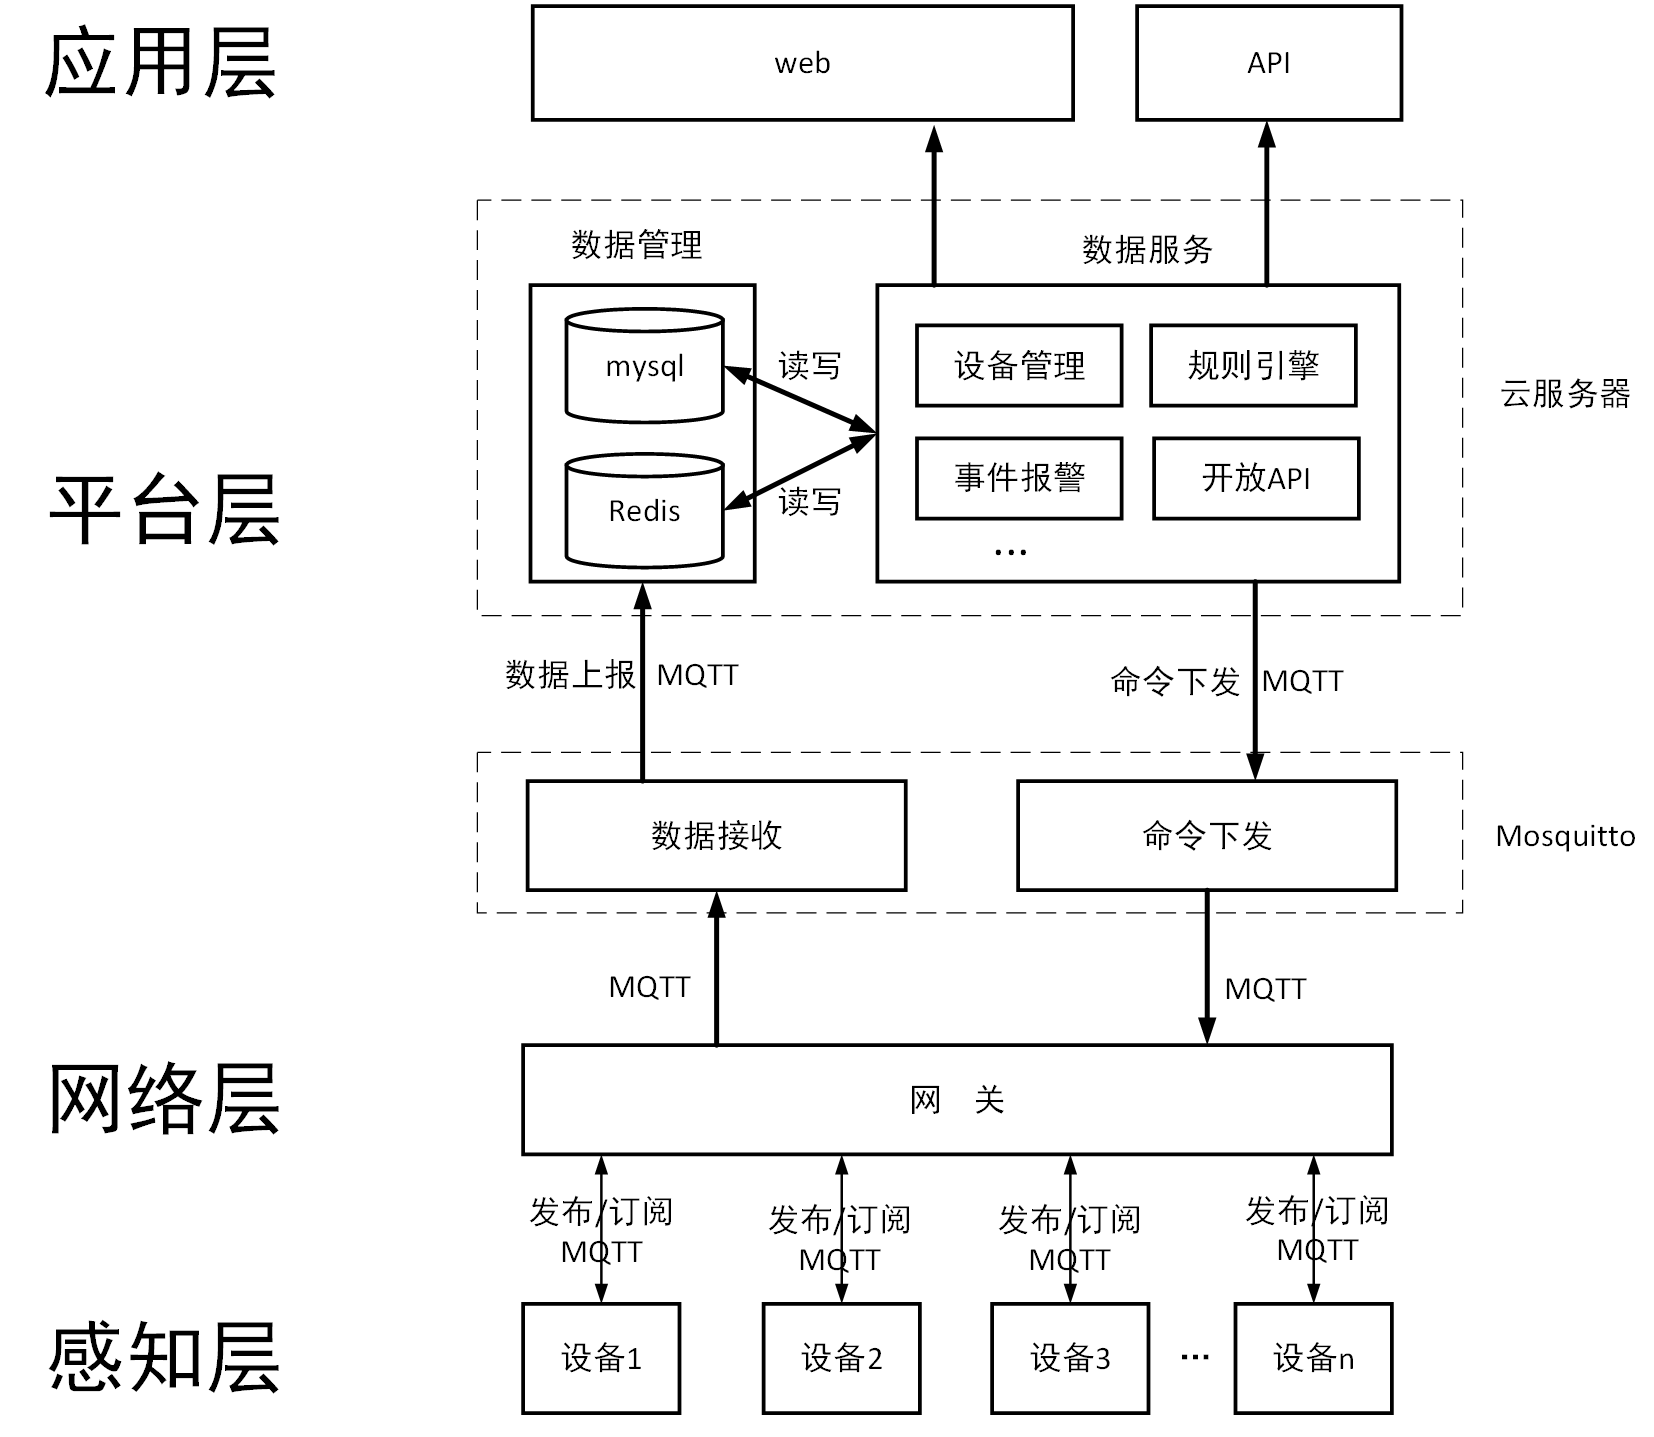 应用层
web
API
数据管理
数据服务
mysql
读写
设备管理
规则引擎
云服务器
平台层
Redis
读写
事件报警
开放API
...
数据上报
MQTT
命令下发
MQTT
数据接收
命令下发
Mosquitto
MQTT
MQTT
网络层
网 关
发布/订阅
MQTT
发布/订阅
MQTT
发布/订阅
MQTT
发布/订阅
MQTT
感知层
设备1
设备2
设备3
...
设备n